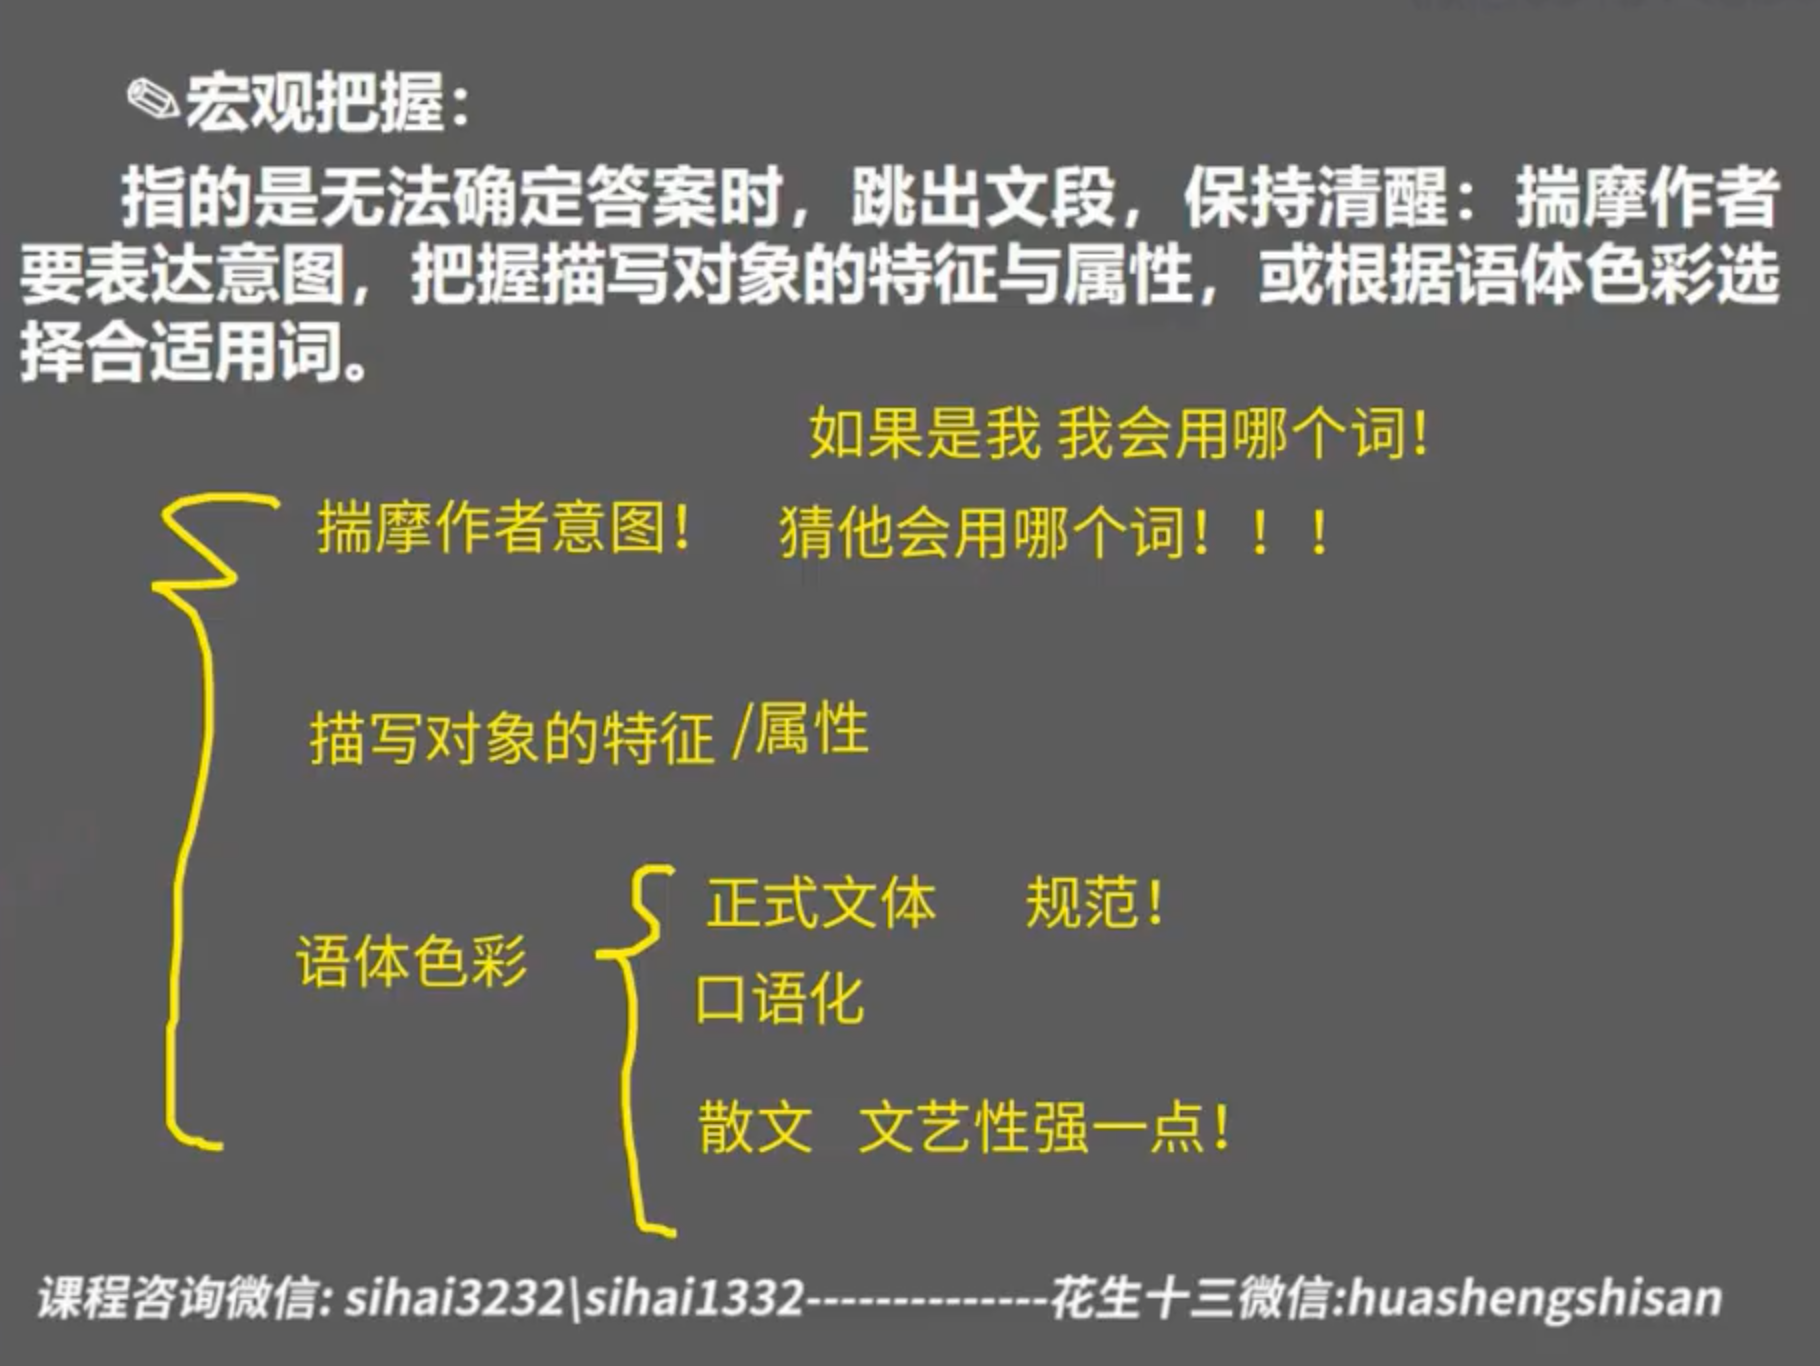 ✎宏观把握：
指的是无法确定答案时，跳出文段，保持清醒：揣摩作者
要表达意图，把握描写对象的特征与属性，或根据语体色彩选
择合适用词。
如果是我 我会用哪个词！
揣摩作者意图！ 猜他会用哪个词！！！
描写对象的特征 /属性
正式文体 规范！
语体色彩
口语化
散文 文艺性强一点！
课程咨询微信: sihai3232\sihai1332--------------花生十三微信:huashengshisan